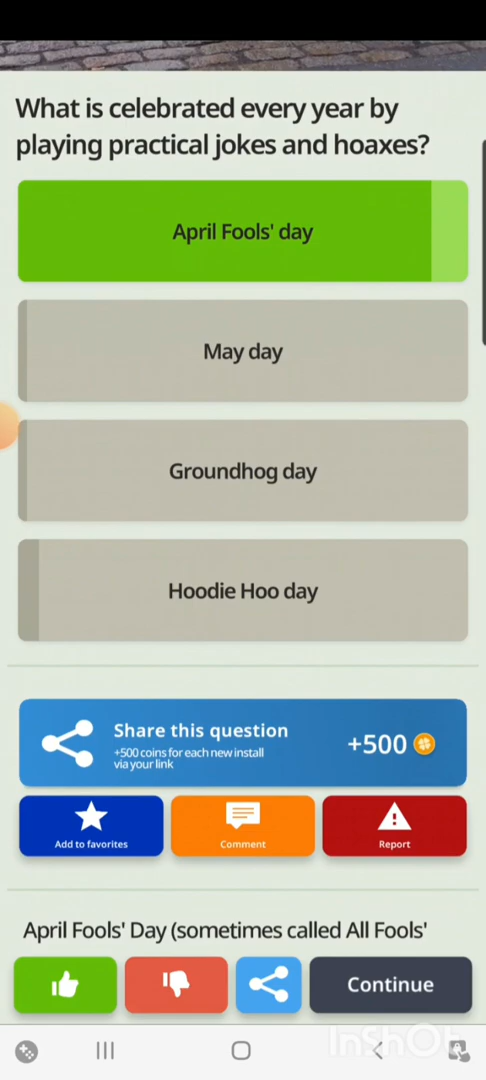 What is celebrated every year by
playing practical jokes and hoaxes?
April Fools' day
May day
Groundhog day
Hoodie Hoo day
Share this question
+500 coins for each new install
via your link
+500
Add to favorites
Comment
Report
April Fools' Day (sometimes called All Fools'
Continue
InShOt